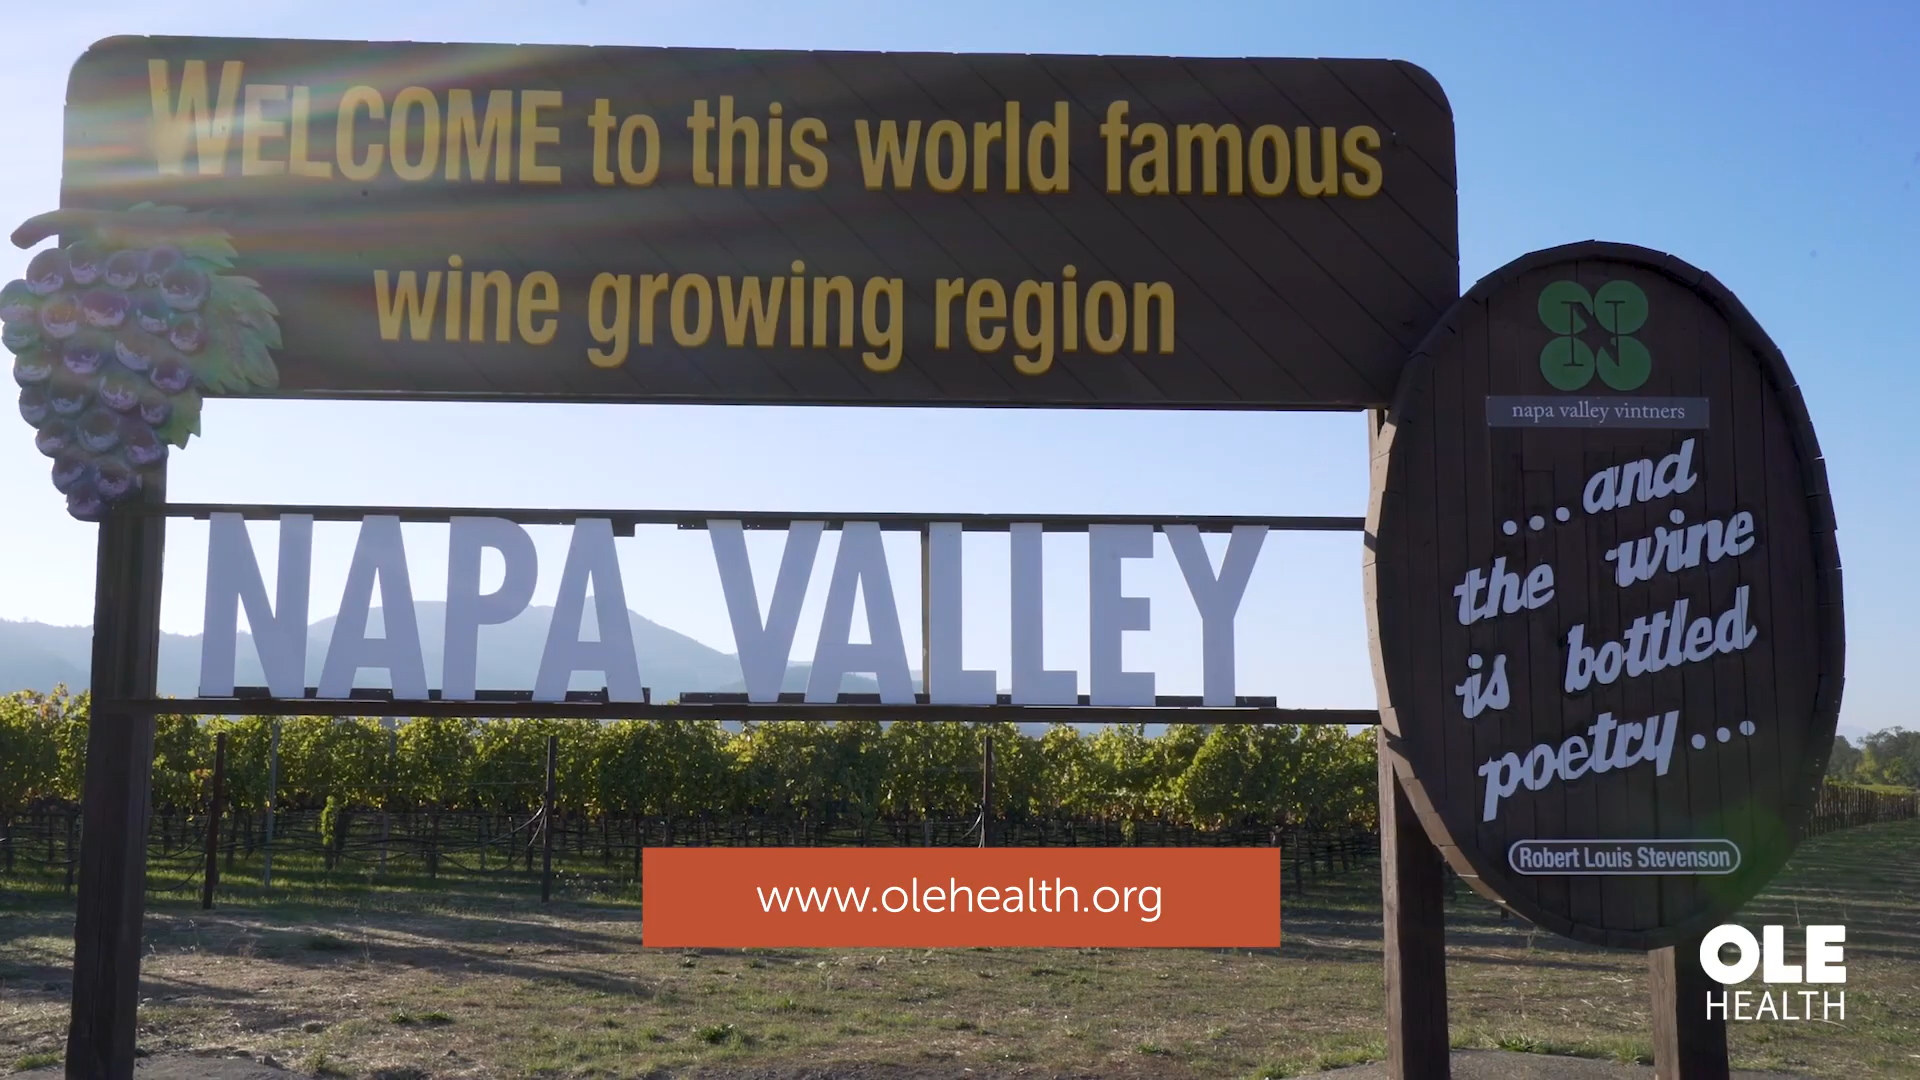 WELCOME to this world famous
wine growing region
NAPA VALLEY
N
napa valley vintners
...and
the wine
is bottled
poetry...
Robert Louis Stevenson
www.olehealth.org
OLE
HEALTH